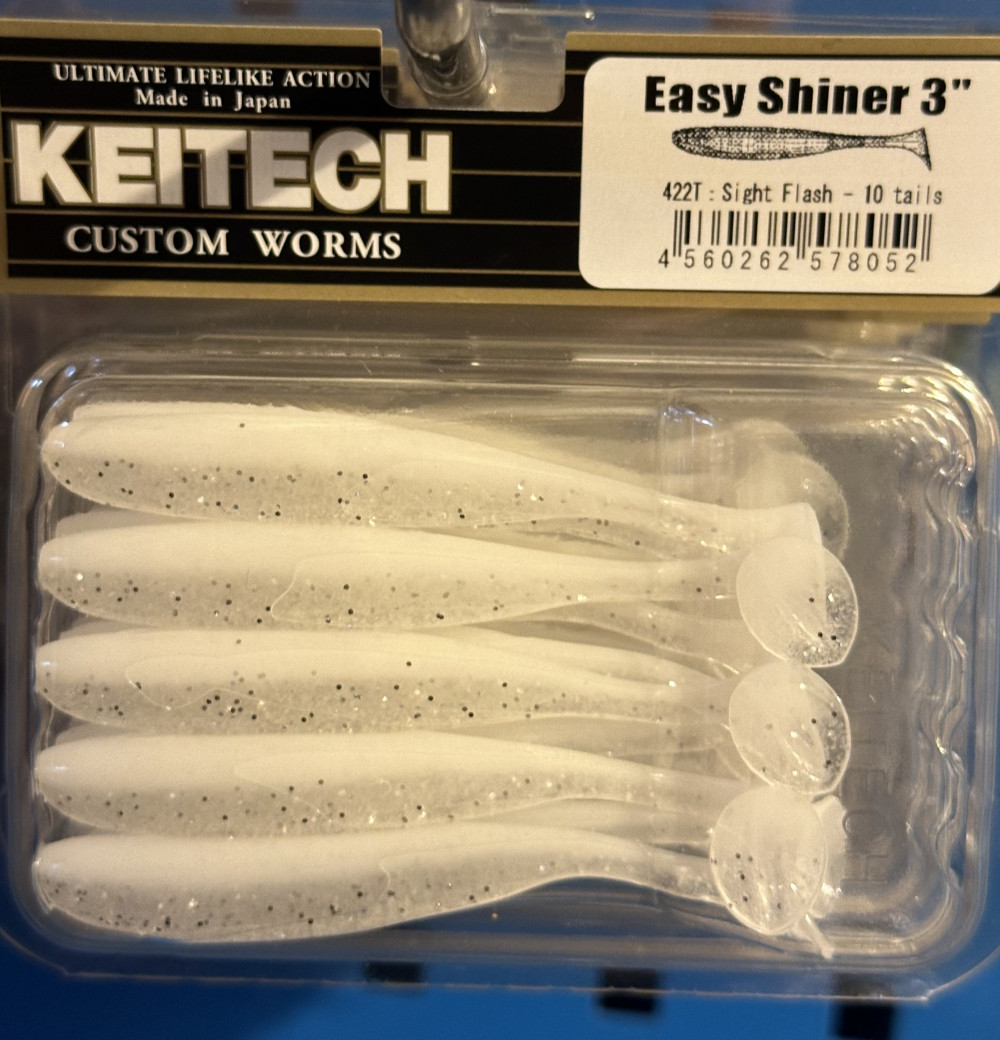 ULTIMATE LIFELIKE ACTION
Made in Japan
KEITECH
CUSTOM WORMS
Easy Shiner 3"
422T : Sight Flash - 10 tails
4 560262 578052
KEITECH